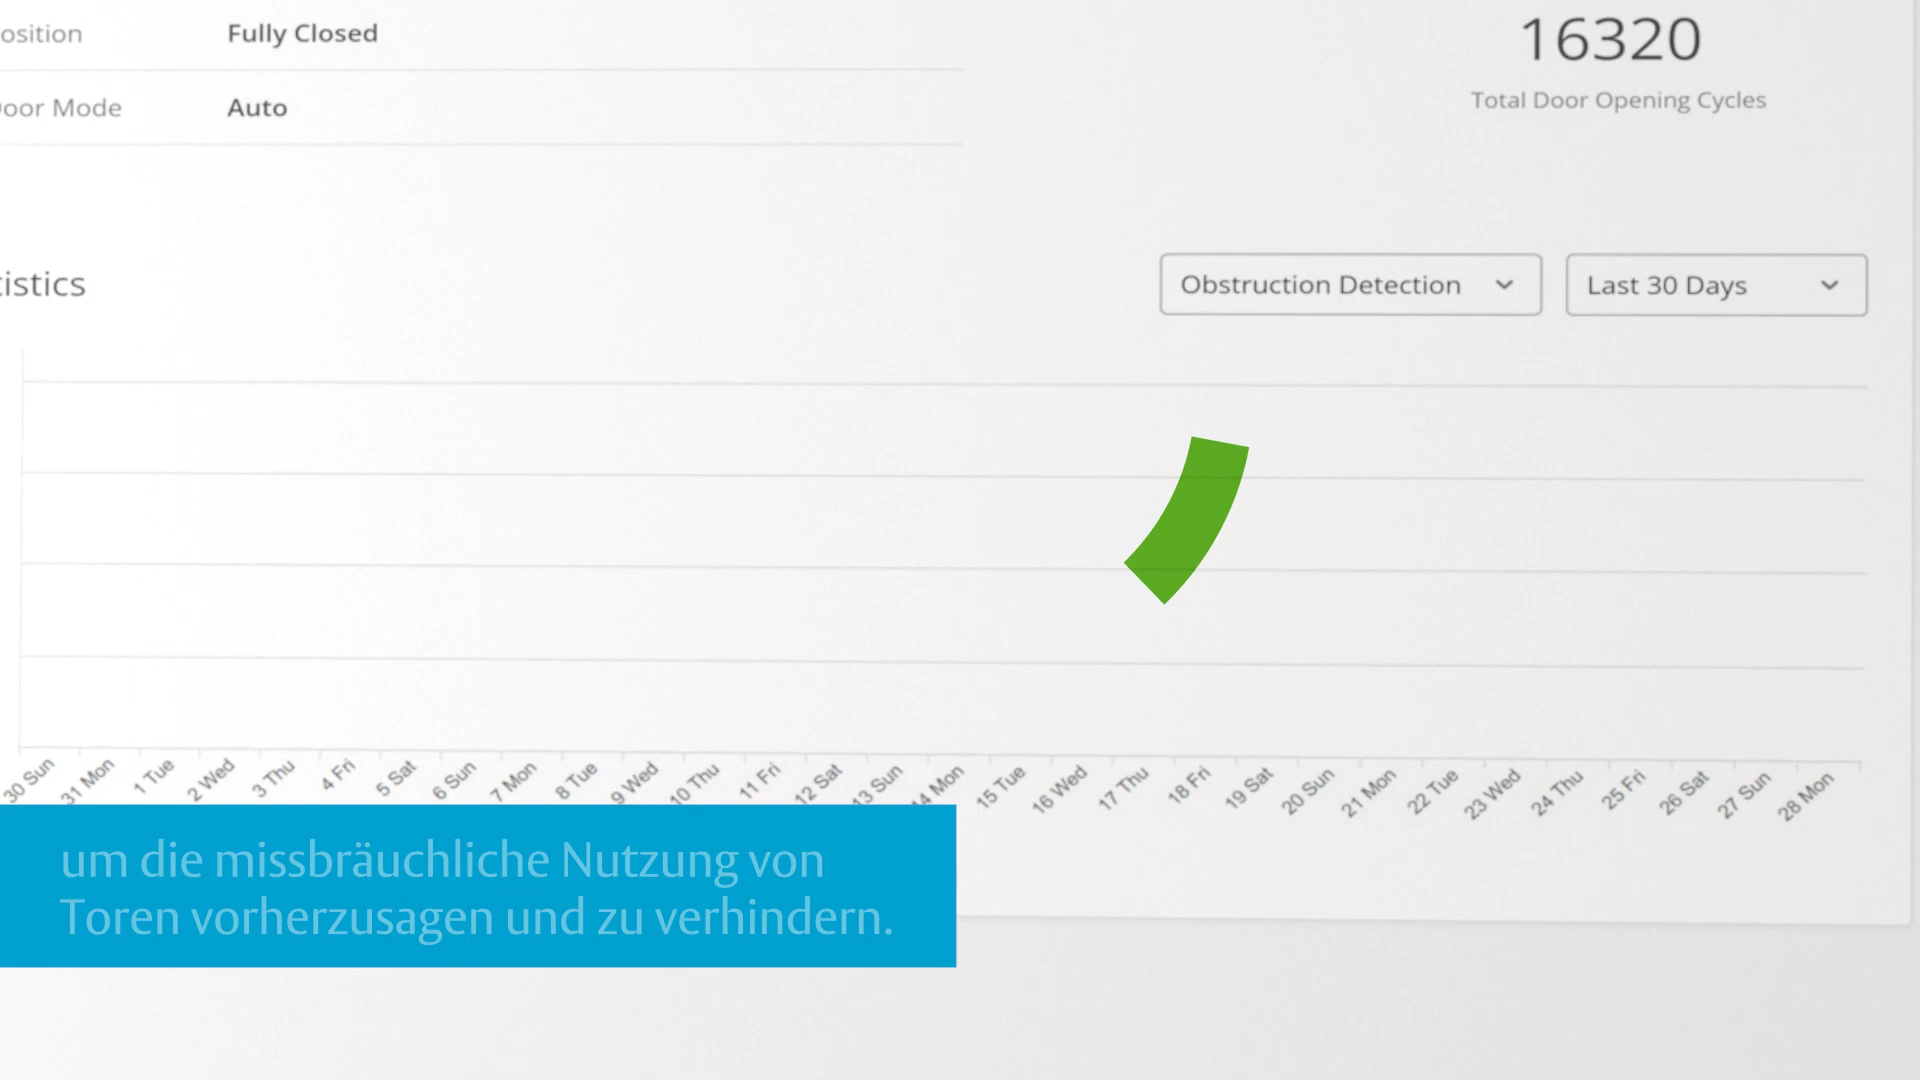 osition Fully Closed
oor Mode Auto
16320
Total Door Opening Cycles
tistics
Obstruction Detection
Last 30 Days
30 Sun
31 Mon
1 Tue
2 Wed
3 Thu
4 Fri
5 Sat
6 Sun
7 Mon
8 Tue
9 Wed
10 Thu
11 Fri
12 Sat
13 Sun
14 Mon
15 Tue
16 Wed
17 Thu
18 Fri
19 Sat
20 Sun
21 Mon
22 Tue
23 Wed
24 Thu
25 Fri
26 Sat
27 Sun
28 Mon
um die missbräuchliche Nutzung von
Toren vorherzusagen und zu verhindern.